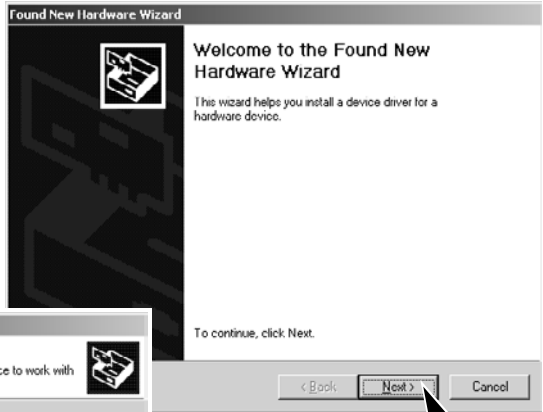 Found New Hardware Wizard
Welcome to the Found New
Hardware Wizard
This wizard helps you install a device driver for a
hardware device.
To continue, click Next.
ce to work with
< Back
Next >
Cancel